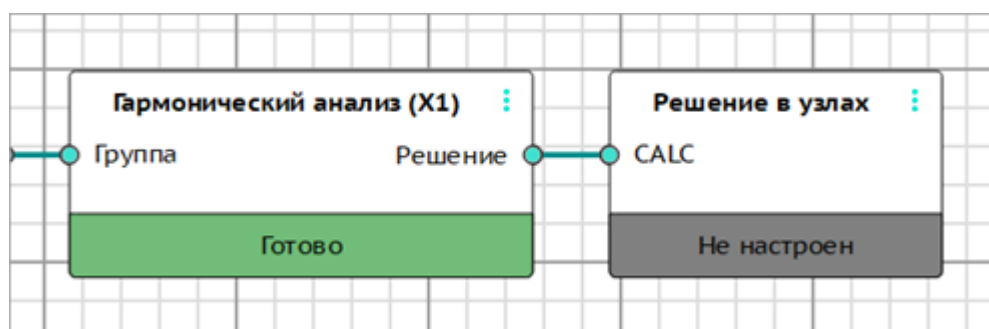 Гармонический анализ (X1)
Группа
Решение
Готово
Решение в узлах
CALC
Не настроен